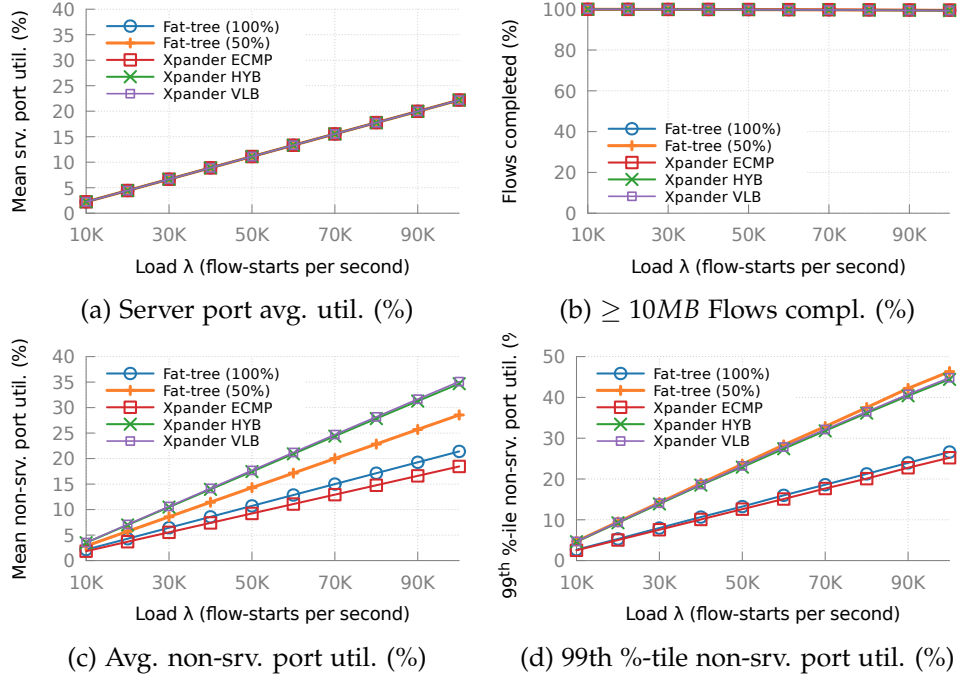 Mean srv. port util. (%)
40
35
30
25
20
15
10
5
0
Fat-tree (100%)
Fat-tree (50%)
Xpander ECMP
Xpander HYB
Xpander VLB
10K 30K 50K 70K 90K
Load λ (flow-starts per second)
(a) Server port avg. util. (%)
Flows completed (%)
100
80
60
40
20
0
Fat-tree (100%)
Fat-tree (50%)
Xpander ECMP
Xpander HYB
Xpander VLB
10K 30K 50K 70K 90K
Load λ (flow-starts per second)
(b) ≥ 10MB Flows compl. (%)
Mean non-srv. port util. (%)
40
35
30
25
20
15
10
5
0
Fat-tree (100%)
Fat-tree (50%)
Xpander ECMP
Xpander HYB
Xpander VLB
10K 30K 50K 70K 90K
Load λ (flow-starts per second)
(c) Avg. non-srv. port util. (%)
99th %-tile non-srv. port util. (%
50
40
30
20
10
0
Fat-tree (100%)
Fat-tree (50%)
Xpander ECMP
Xpander HYB
Xpander VLB
10K 30K 50K 70K 90K
Load λ (flow-starts per second)
(d) 99th %-tile non-srv. port util. (%)